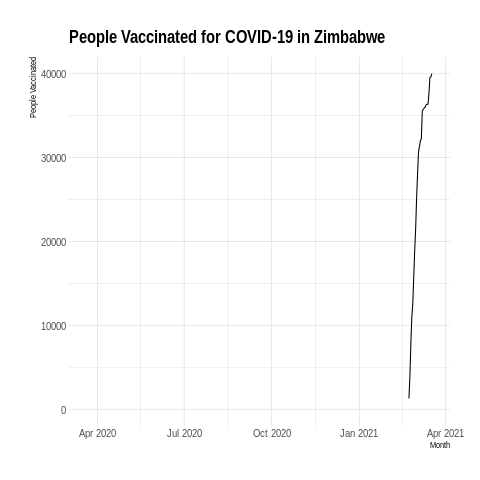 People Vaccinated for COVID-19 in Zimbabwe
People Vaccinated
40000
30000
20000
10000
0
Apr 2020 Jul 2020 Oct 2020 Jan 2021 Apr 2021
Month